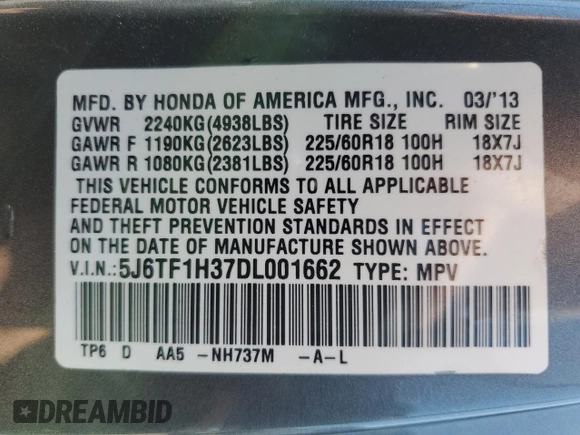 MFD. BY HONDA OF AMERICA MFG., INC. 03/'13
GVWR 2240KG(4938LBS) TIRE SIZE RIM SIZE
GAWR F 1190KG(2623LBS) 225/60R18 100H 18X7J
GAWR R 1080KG(2381LBS) 225/60R18 100H 18X7J
THIS VEHICLE CONFORMS TO ALL APPLICABLE
FEDERAL MOTOR VEHICLE SAFETY
AND THEFT PREVENTION STANDARDS IN EFFECT
ON THE DATE OF MANUFACTURE SHOWN ABOVE.
V.I.N.:5J6TF1H37DL001662 TYPE: MPV
TP6 D AA5 -NH737M -A-L
DREAMBID